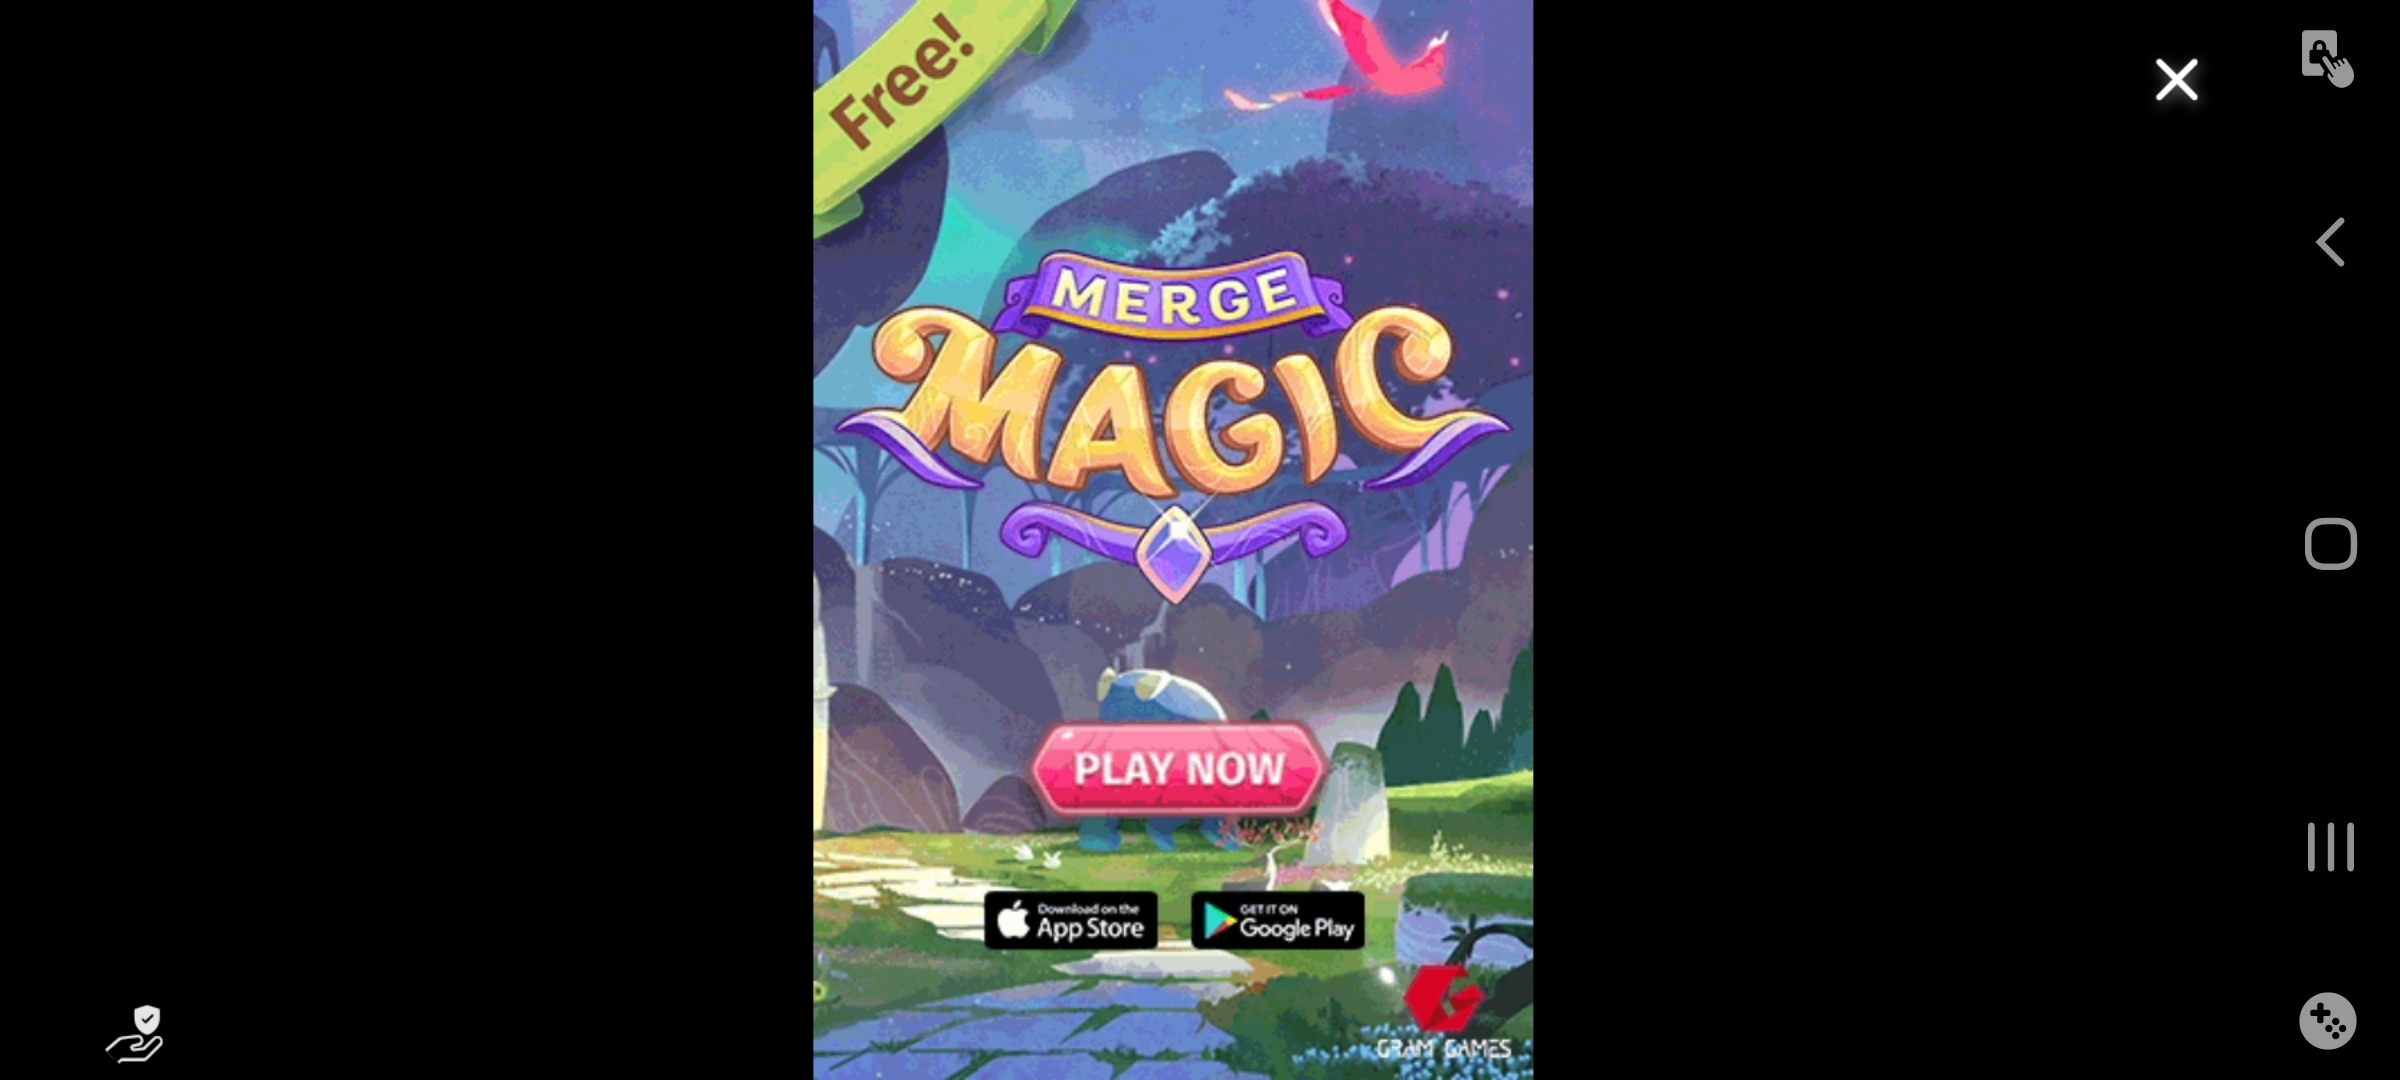 Free!
MERGE
MAGIC
PLAY NOW
Download on the
App Store
GET IT ON
Google Play
GRAM GAMES